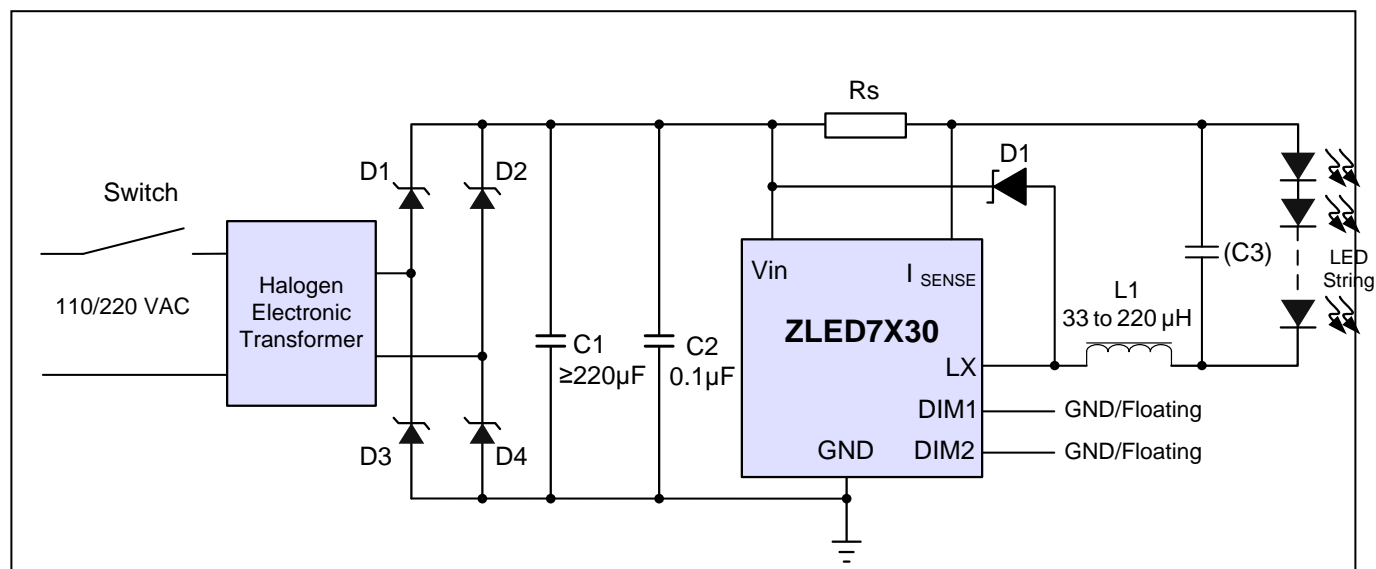 Rs
D1
D2
D1
Switch
Halogen
Electronic
Transformer
110/220 VAC
Vin
I SENSE
(C3)
LED
String
L1
33 to 220 µH
ZLED7X30
C1
≥220µF
C2
0.1µF
LX
DIM1
GND/Floating
D3
D4
GND
DIM2
GND/Floating